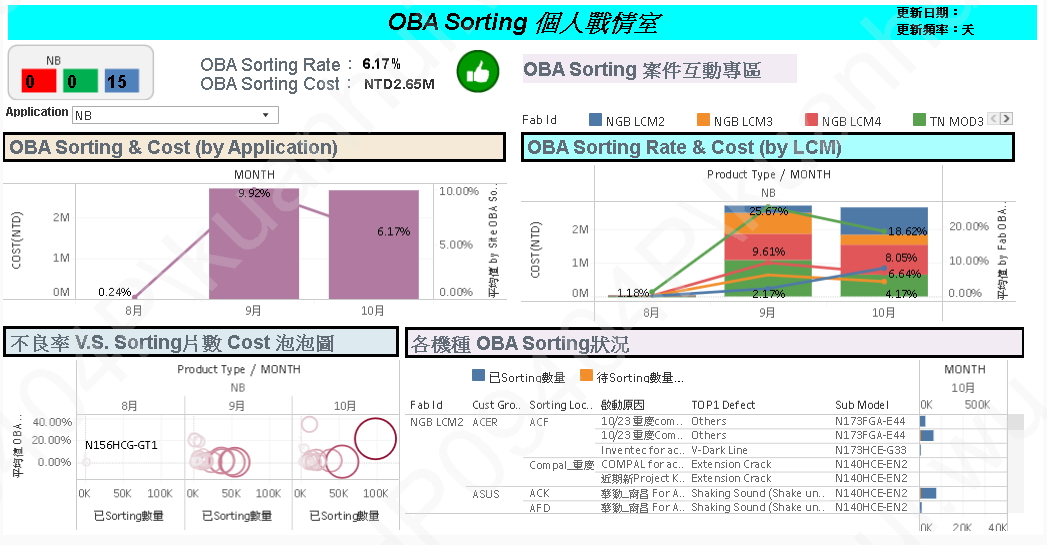 OBA Sorting 個人戰情室
更新日期：
更新頻率：天
NB
0 0 15
OBA Sorting Rate： 6.17%
OBA Sorting Cost： NTD2.65M
OBA Sorting 案件互動專區
Application NB
Fab Id NGB LCM2 NGB LCM3 NGB LCM4 TN MOD3
OBA Sorting & Cost (by Application)
MONTH
COST(NTD)
2M
1M
0M
9.92%
6.17%
0.24%
10.00%
5.00%
0.00%
平均值 by Site OBA So..
8月 9月 10月
OBA Sorting Rate & Cost (by LCM)
Product Type / MONTH
NB
COST(NTD)
2M
1M
0M
25.67%
18.62%
9.61%
8.05%
6.64%
1.18%
2.17%
4.17%
20.00%
10.00%
0.00%
平均值 by Fab OBA..
8月 9月 10月
不良率 V.S. Sorting片數 Cost 泡泡圖
Product Type / MONTH
NB
8月 9月 10月
平均值 OBA..
40.00%
20.00%
0.00%
N156HCG-GT1
0K 50K 100K 0K 50K 100K 0K 50K 100K
已Sorting數量 已Sorting數量 已Sorting數量
各機種 OBA Sorting狀況
已Sorting數量 待Sorting數量...
MONTH
10月
Fab Id Cust Gro.. Sorting Loc.. 啟動原因 TOP1 Defect Sub Model 0K 500K
NGB LCM2 ACER ACF 10/23 重慶com.. Others N173FGA-E44
10/23 重慶com.. Others N173FGA-E44
Inventec for ac.. V-Dark Line N173HCE-G33
Compal_重慶 COMPAL for ac.. Extension Crack N140HCE-EN2
近期新Project K.. Extension Crack N140HCE-EN2
ASUS ACK For A.. Shaking Sound (Shake un.. N140HCE-EN2
AFD For A.. Shaking Sound (Shake un.. N140HCE-EN2
0K 20K 40K